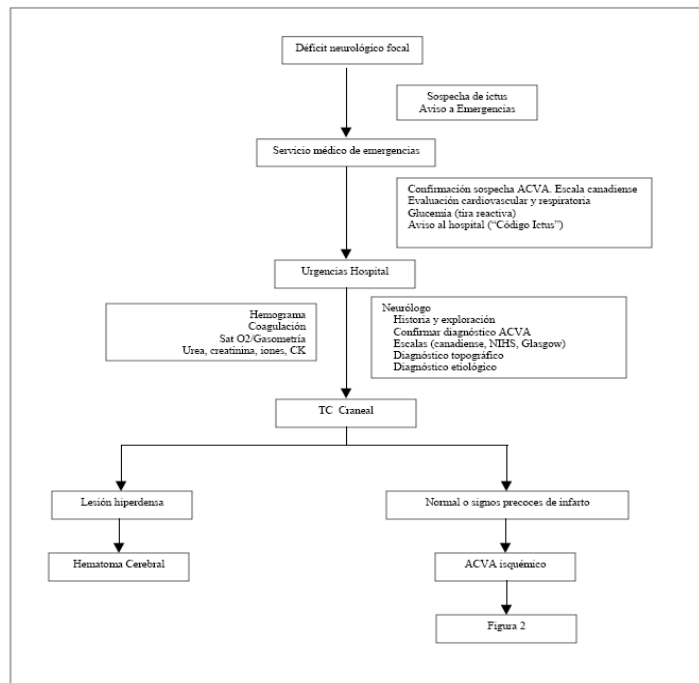 Déficit neurológico focal
Sospecha de ictus
Aviso a Emergencias
Servicio médico de emergencias
Confirmación sospecha ACVA. Escala canadiense
Evaluación cardiovascular y respiratoria
Glucemia (tira reactiva)
Aviso al hospital (“Código Ictus”)
Urgencias Hospital
Hemograma
Coagulación
Sat O2/Gasometría
Urea, creatinina, iones, CK
Neurólogo
Historia y exploración
Confirmar diagnóstico ACVA
Escalas (canadiense, NIHS, Glasgow)
Diagnóstico topográfico
Diagnóstico etiológico
TC Craneal
Lesión hiperdensa
Normal o signos precoces de infarto
Hematoma Cerebral
ACVA isquémico
Figura 2